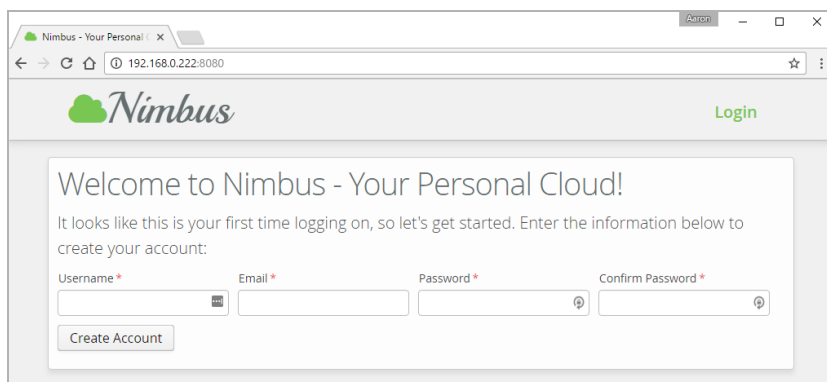 Aaron
Nimbus - Your Personal C
192.168.0.222:8080
Nimbus
Login
Welcome to Nimbus - Your Personal Cloud!
It looks like this is your first time logging on, so let's get started. Enter the information below to
create your account:
Username * Email * Password * Confirm Password *
Create Account